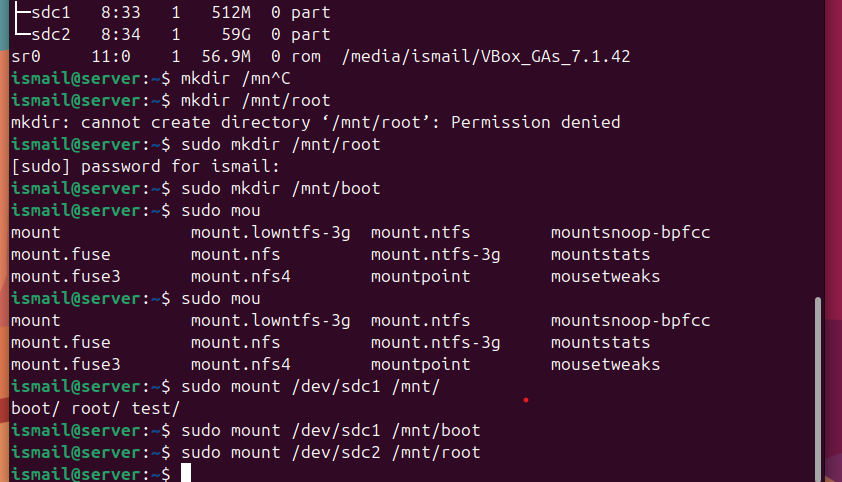 ├─sdc1   8:33   1   512M  0 part
└─sdc2   8:34   1    59G  0 part
sr0     11:0    1  56.9M  0 rom  /media/ismail/VBox_GAs_7.1.42
ismail@server:~$ mkdir /mn^C
ismail@server:~$ mkdir /mnt/root
mkdir: cannot create directory ‘/mnt/root’: Permission denied
ismail@server:~$ sudo mkdir /mnt/root
[sudo] password for ismail:
ismail@server:~$ sudo mkdir /mnt/boot
ismail@server:~$ sudo mou
mount             mount.lowntfs-3g  mount.ntfs        mountsnoop-bpfcc
mount.fuse        mount.nfs         mount.ntfs-3g     mountstats
mount.fuse3       mount.nfs4        mountpoint        mousetweaks
ismail@server:~$ sudo mou
mount             mount.lowntfs-3g  mount.ntfs        mountsnoop-bpfcc
mount.fuse        mount.nfs         mount.ntfs-3g     mountstats
mount.fuse3       mount.nfs4        mountpoint        mousetweaks
ismail@server:~$ sudo mount /dev/sdc1 /mnt/
boot/ root/ test/
ismail@server:~$ sudo mount /dev/sdc1 /mnt/boot
ismail@server:~$ sudo mount /dev/sdc2 /mnt/root
ismail@server:~$